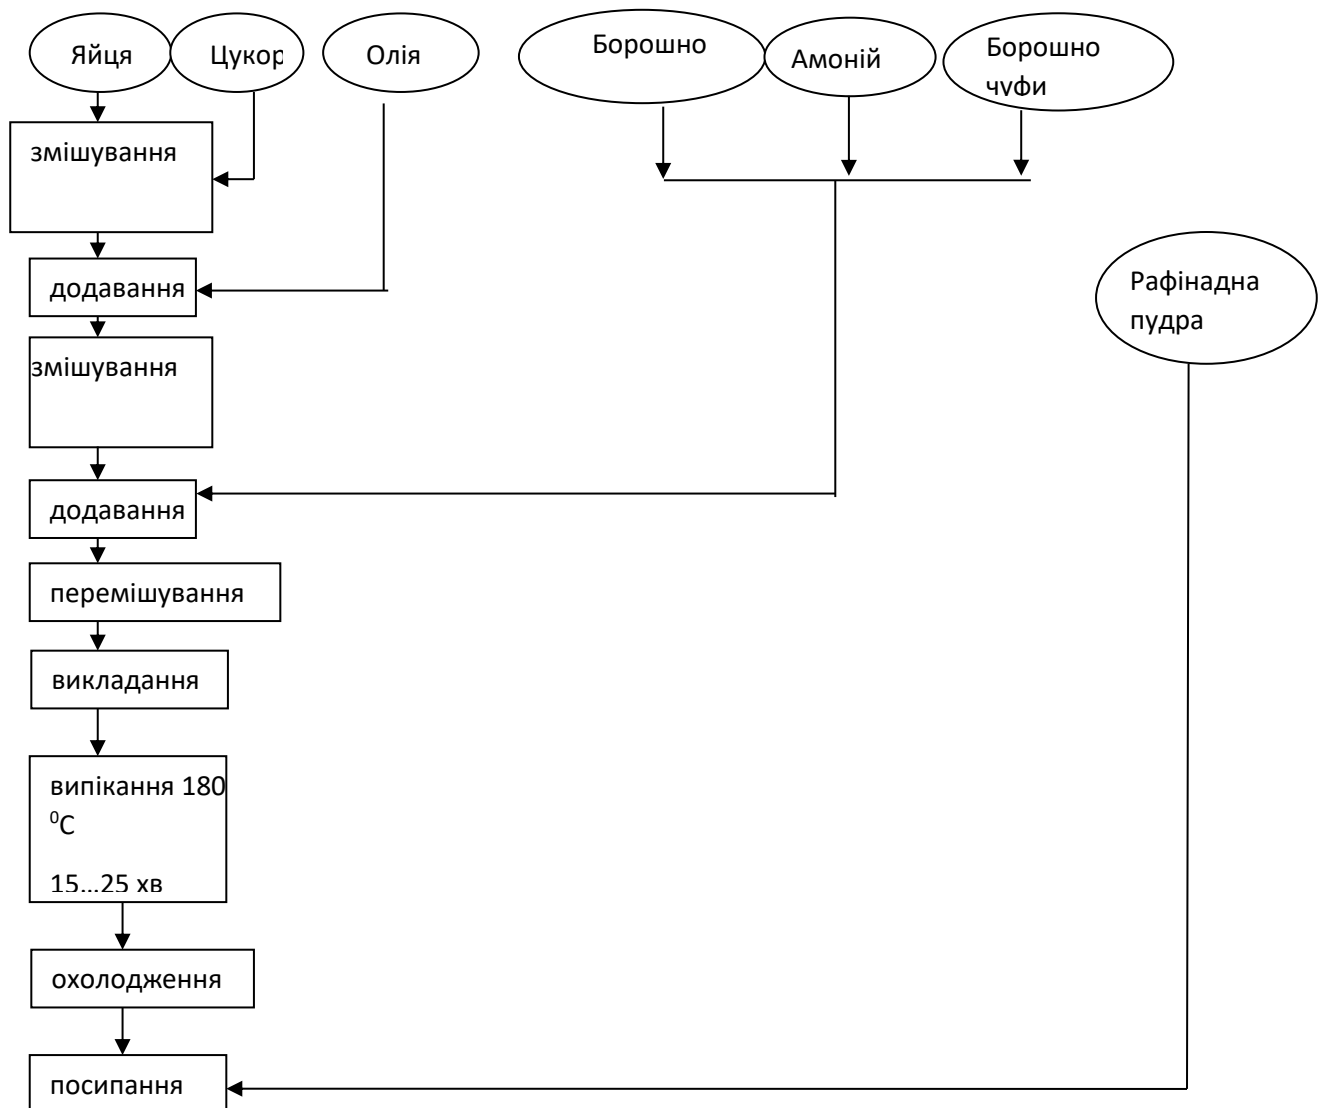 Яйця
Цукор
Олія
Борошно
Амоній
Борошно
чуфи
змішування
додавання
Рафінадна
пудра
змішування
додавання
перемішування
викладання
випікання 180
⁰С
15...25 хв
охолодження
посипання